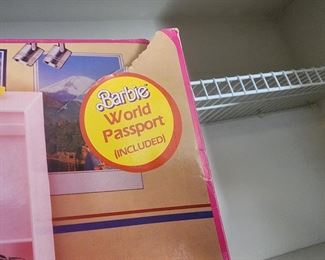 Barbie
World
Passport
(INCLUDED)